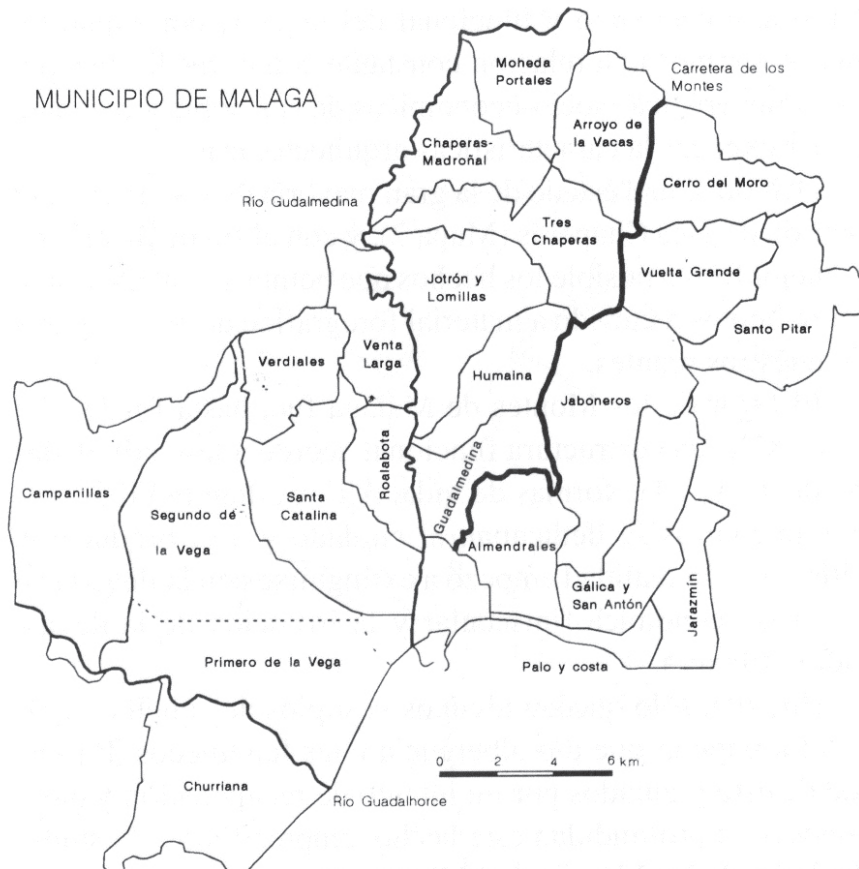 MUNICIPIO DE MALAGA
Moheda
Portales
Carretera de los
Montes
Arroyo de
la Vacas
Chaperas-
Madroñal
Cerro del Moro
Río Gudalmedina
Tres
Chaperas
Jotrón y
Lomillas
Vuelta Grande
Santo Pitar
Verdiales
Venta
Larga
Humaina
Jaboneros
Roalabota
Guadalmedina
Campanillas
Segundo de
la Vega
Santa
Catalina
Almendrales
Gálica y
San Antón
Jarazmín
Primero de la Vega
Palo y costa
0 2 4 6 km.
Churriana
Río Guadalhorce